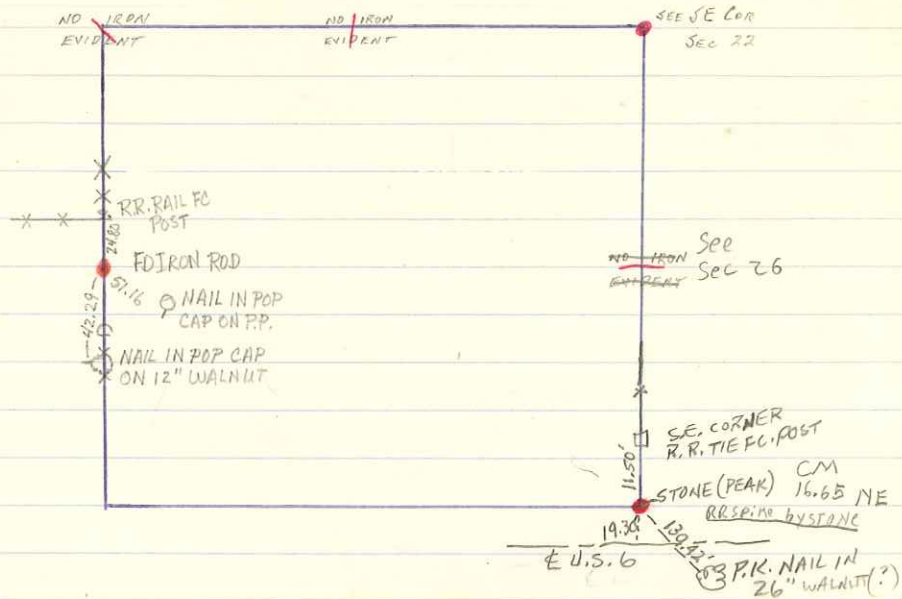 NO IRON
EVIDENT
NO IRON
EVIDENT
SEE SE COR
SEC 22
R.R. RAIL FC
POST
24.80'
FD IRON ROD
51.16
42.29
NAIL IN POP
CAP ON P.P.
NAIL IN POP CAP
ON 12" WALNUT
NO IRON
EVIDENT
See
Sec 26
S.E. CORNER
R.R. TIE FC. POST
11.50'
STONE (PEAK)
CM
16.65 NE
RR SPIKE by STONE
19.30'
139.42'
℄ U.S. 6
P.K. NAIL IN
26" WALNUT (?)